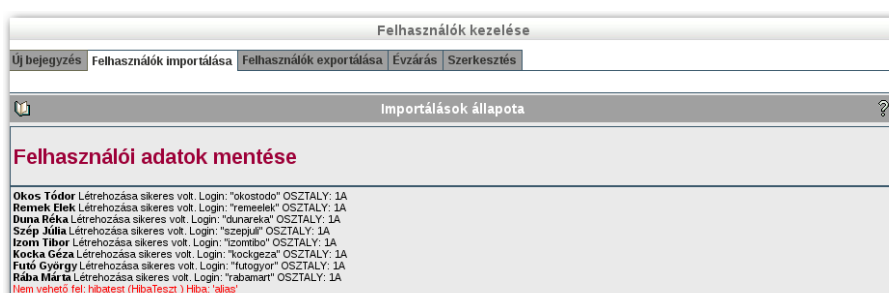 Felhasználók kezelése
Új bejegyzés Felhasználók importálása Felhasználók exportálása Évzárás Szerkesztés
Importálások állapota ?
Felhasználói adatok mentése
Okos Tódor Létrehozása sikeres volt. Login: "okostodo" OSZTALY: 1A
Remek Elek Létrehozása sikeres volt. Login: "remeelek" OSZTALY: 1A
Duna Réka Létrehozása sikeres volt. Login: "dunareka" OSZTALY: 1A
Szép Júlia Létrehozása sikeres volt. Login: "szepjuli" OSZTALY: 1A
Izom Tibor Létrehozása sikeres volt. Login: "izomtibo" OSZTALY: 1A
Kocka Géza Létrehozása sikeres volt. Login: "kockgeza" OSZTALY: 1A
Futó György Létrehozása sikeres volt. Login: "futogyor" OSZTALY: 1A
Rába Márta Létrehozása sikeres volt. Login: "rabamart" OSZTALY: 1A
Nem vehető fel: hibatest (HibaTeszt ) Hiba: 'alias'